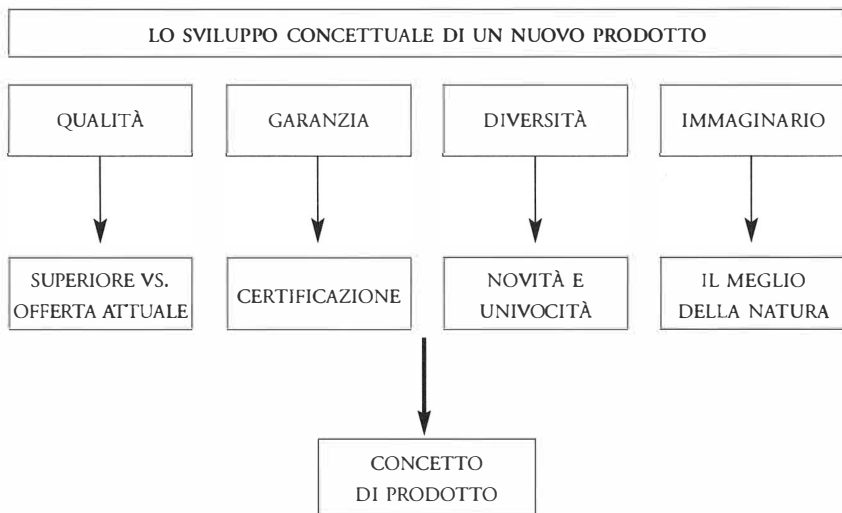 LO SVILUPPO CONCETTUALE DI UN NUOVO PRODOTTO
QUALITÀ
GARANZIA
DIVERSITÀ
IMMAGINARIO
SUPERIORE VS.
OFFERTA ATTUALE
CERTIFICAZIONE
NOVITÀ E
UNIVOCITÀ
IL MEGLIO
DELLA NATURA
CONCETTO
DI PRODOTTO